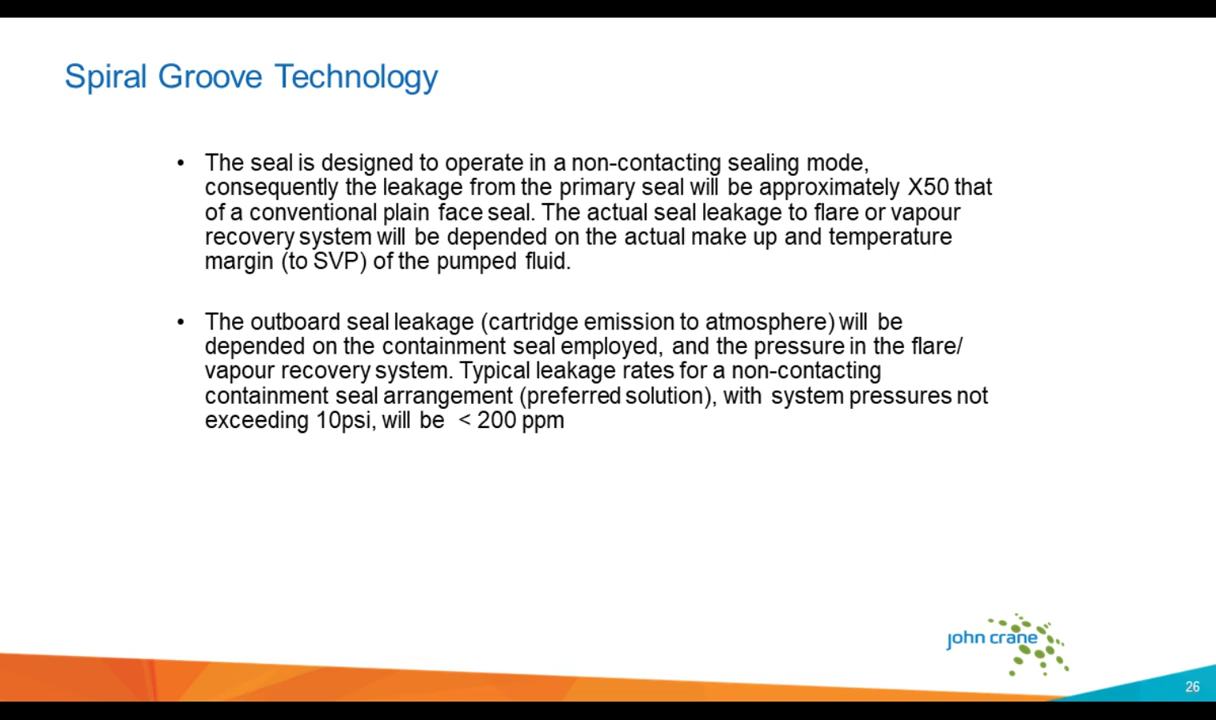 Spiral Groove Technology
• The seal is designed to operate in a non-contacting sealing mode,
consequently the leakage from the primary seal will be approximately X50 that
of a conventional plain face seal. The actual seal leakage to flare or vapour
recovery system will be depended on the actual make up and temperature
margin (to SVP) of the pumped fluid.
• The outboard seal leakage (cartridge emission to atmosphere) will be
depended on the containment seal employed, and the pressure in the flare/
vapour recovery system. Typical leakage rates for a non-contacting
containment seal arrangement (preferred solution), with system pressures not
exceeding 10psi, will be < 200 ppm
john crane
26